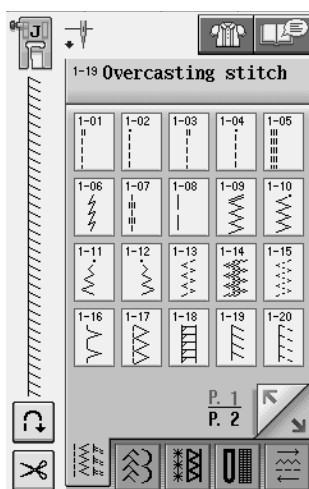 J
1-19 Overcasting stitch
1-01 1-02 1-03 1-04 1-05
1-06 1-07 1-08 1-09 1-10
1-11 1-12 1-13 1-14 1-15
1-16 1-17 1-18 1-19 1-20
P. 1
P. 2